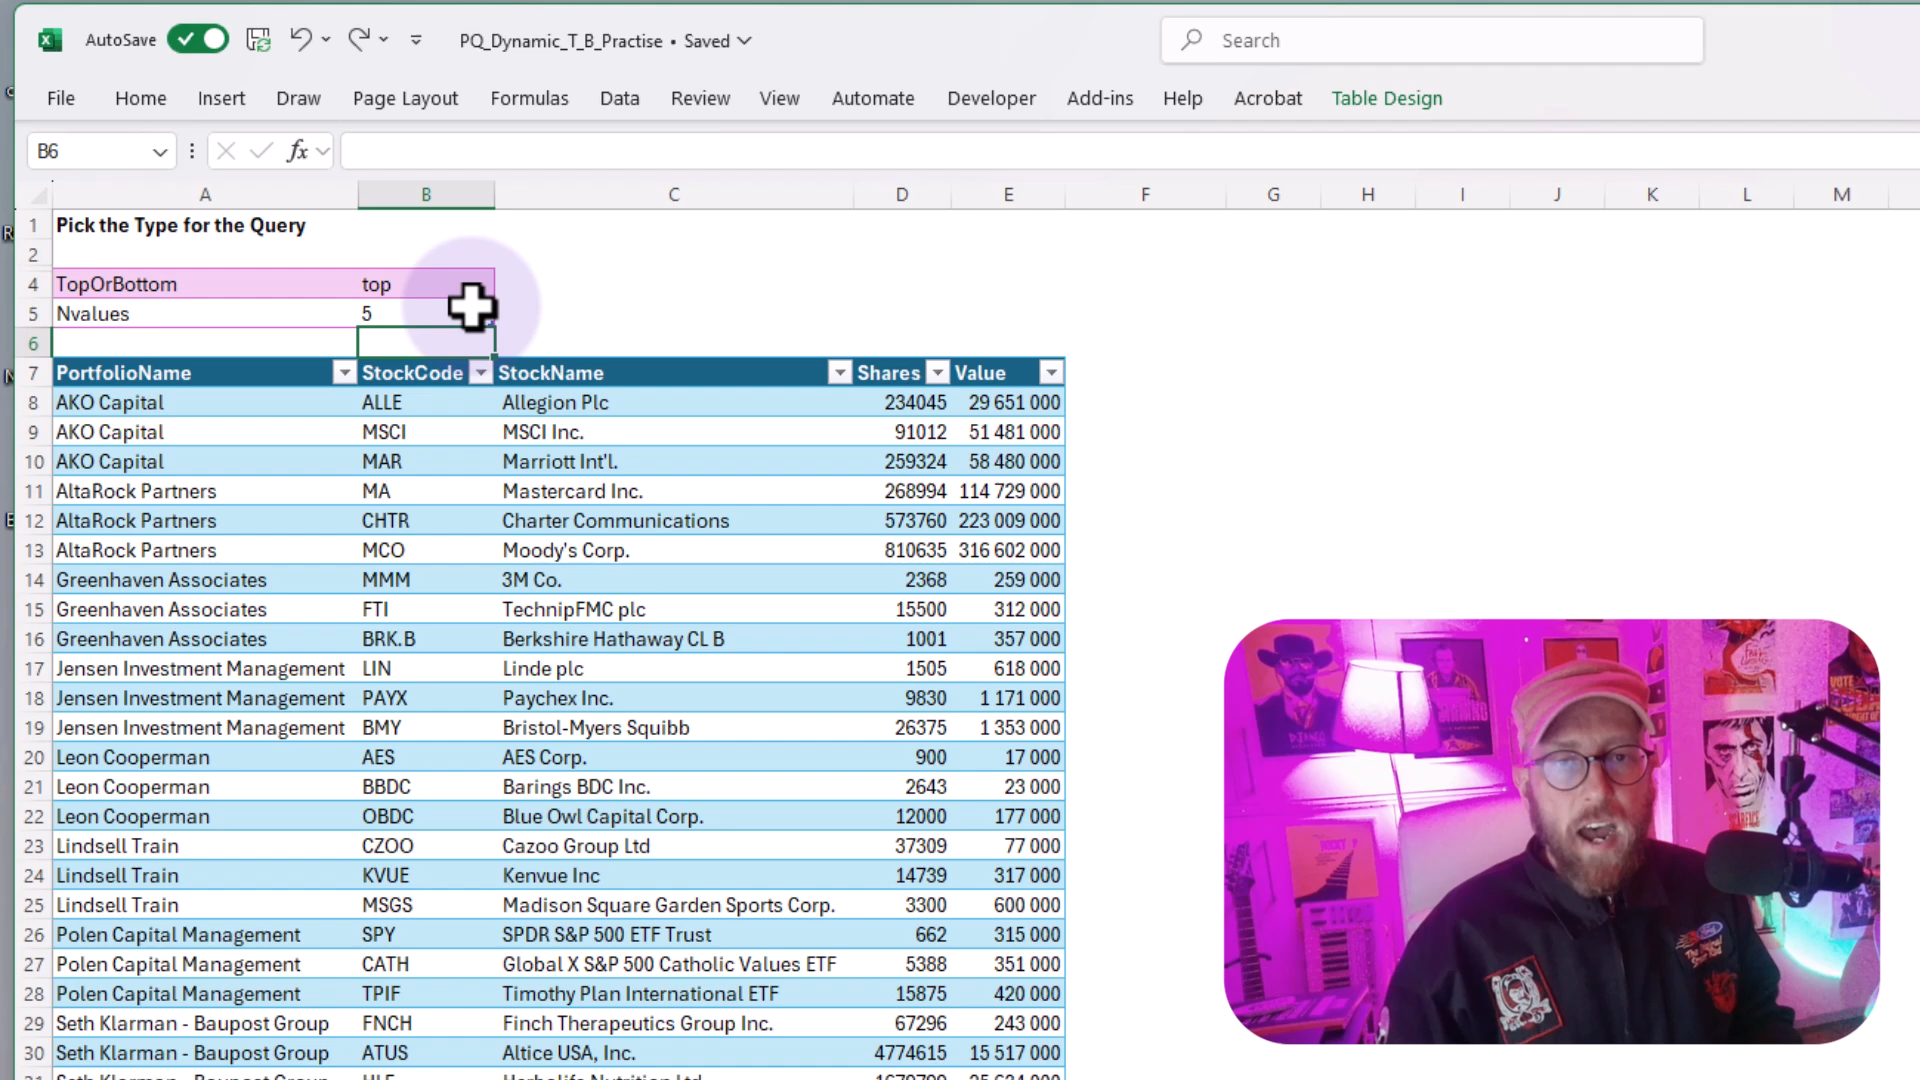 AutoSave PQ_Dynamic_T_B_Practise • Saved Search
File Home Insert Draw Page Layout Formulas Data Review View Automate Developer Add-ins Help Acrobat Table Design
B6 fx
A B C D E F G H I J K L M
1 Pick the Type for the Query
2
4 TopOrBottom top
5 Nvalues 5
6
7 PortfolioName StockCode StockName Shares Value
8 AKO Capital ALLE Allegion Plc 234045 29 651 000
9 AKO Capital MSCI MSCI Inc. 91012 51 481 000
10 AKO Capital MAR Marriott Int'l. 259324 58 480 000
11 AltaRock Partners MA Mastercard Inc. 268994 114 729 000
12 AltaRock Partners CHTR Charter Communications 573760 223 009 000
13 AltaRock Partners MCO Moody's Corp. 810635 316 602 000
14 Greenhaven Associates MMM 3M Co. 2368 259 000
15 Greenhaven Associates FTI TechnipFMC plc 15500 312 000
16 Greenhaven Associates BRK.B Berkshire Hathaway CL B 1001 357 000
17 Jensen Investment Management LIN Linde plc 1505 618 000
18 Jensen Investment Management PAYX Paychex Inc. 9830 1 171 000
19 Jensen Investment Management BMY Bristol-Myers Squibb 26375 1 353 000
20 Leon Cooperman AES AES Corp. 900 17 000
21 Leon Cooperman BBDC Barings BDC Inc. 2643 23 000
22 Leon Cooperman OBDC Blue Owl Capital Corp. 12000 177 000
23 Lindsell Train CZOO Cazoo Group Ltd 37309 77 000
24 Lindsell Train KVUE Kenvue Inc 14739 317 000
25 Lindsell Train MSGS Madison Square Garden Sports Corp. 3300 600 000
26 Polen Capital Management SPY SPDR S&P 500 ETF Trust 662 315 000
27 Polen Capital Management CATH Global X S&P 500 Catholic Values ETF 5388 351 000
28 Polen Capital Management TPIF Timothy Plan International ETF 15875 420 000
29 Seth Klarman - Baupost Group FNCH Finch Therapeutics Group Inc. 67296 243 000
30 Seth Klarman - Baupost Group ATUS Altice USA, Inc. 4774615 15 517 000